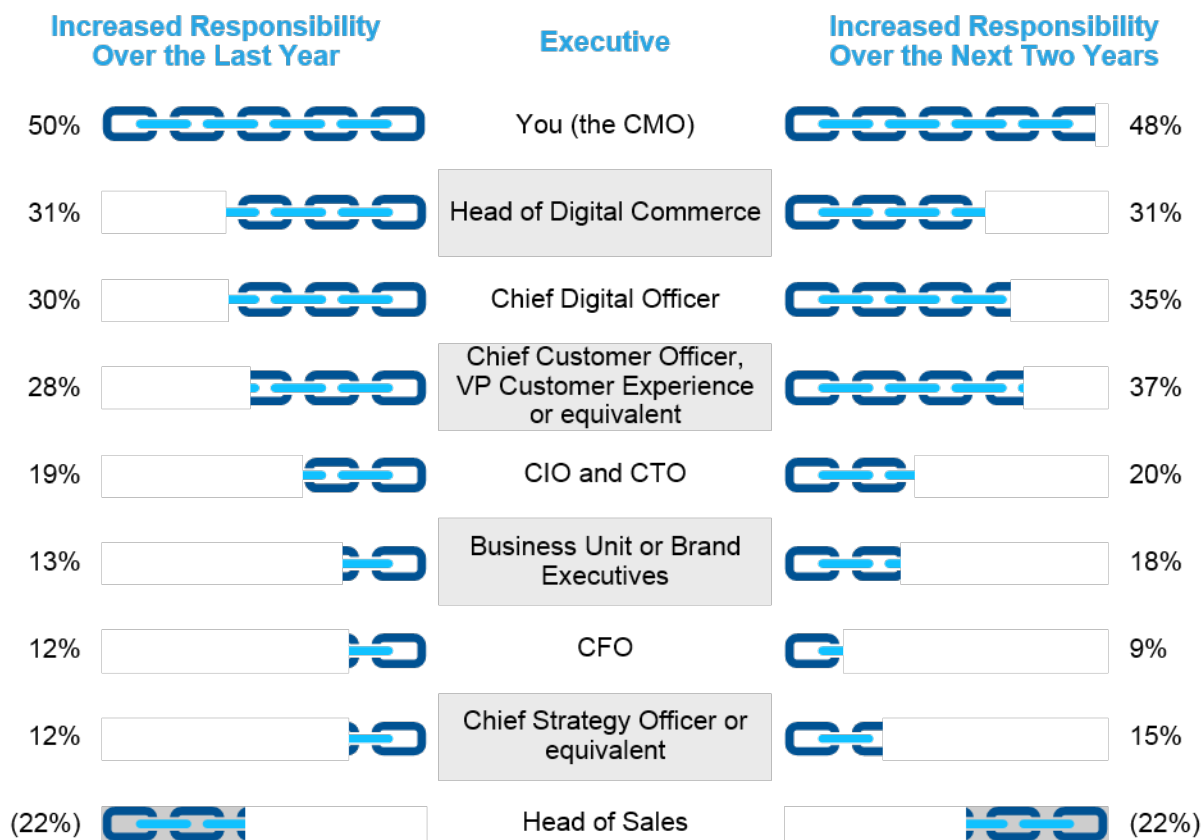 Increased Responsibility
Over the Last Year
Executive
Increased Responsibility
Over the Next Two Years
50%
You (the CMO)
48%
31%
Head of Digital Commerce
31%
30%
Chief Digital Officer
35%
28%
Chief Customer Officer,
VP Customer Experience
or equivalent
37%
19%
CIO and CTO
20%
13%
Business Unit or Brand
Executives
18%
12%
CFO
9%
12%
Chief Strategy Officer or
equivalent
15%
(22%)
Head of Sales
(22%)